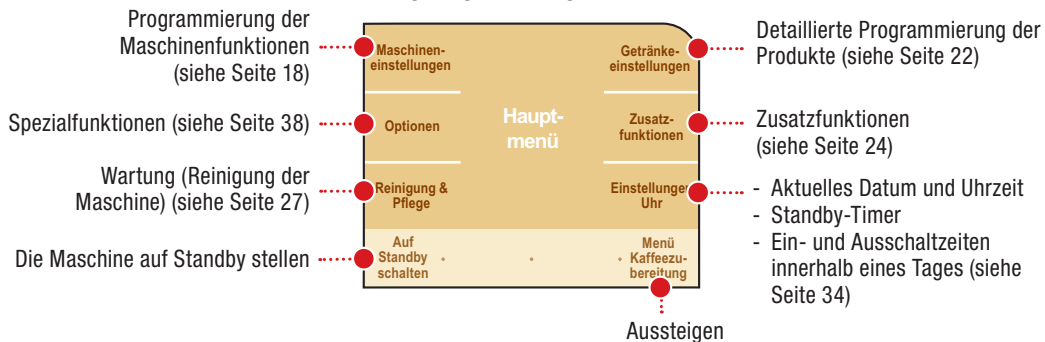 Programmierung der
Maschinenfunktionen
(siehe Seite 18)
Spezialfunktionen (siehe Seite 38)
Wartung (Reinigung der
Maschine) (siehe Seite 27)
Die Maschine auf Standby stellen
Maschinen-
einstellungen
Optionen
Reinigung &
Pflege
Auf
Standby
schalten
Haupt-
menü
Getränke-
einstellungen
Zusatz-
funktionen
Einstellungen
Uhr
Menü
Kaffeezu-
bereitung
Detaillierte Programmierung der
Produkte (siehe Seite 22)
Zusatzfunktionen
(siehe Seite 24)
- Aktuelles Datum und Uhrzeit
- Standby-Timer
- Ein- und Ausschaltzeiten
innerhalb eines Tages (siehe
Seite 34)
Aussteigen